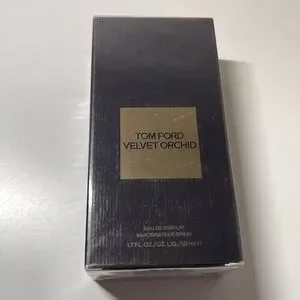 TOM FORD
VELVET ORCHID
EAU DE PARFUM
VAPORISATEUR SPRAY
1.7 FL.OZ./OZ. LIQ./50 ml ℮